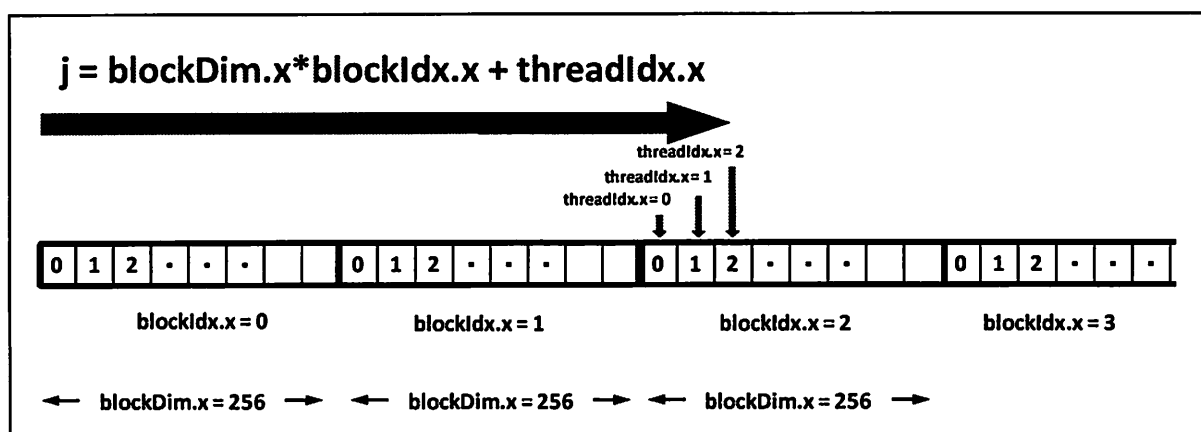 j = blockDim.x*blockIdx.x + threadIdx.x
threadIdx.x= 2
threadIdx.x= 1
threadIdx.x= 0
0 1 2 · · · 0 1 2 · · · 0 1 2 · · · 0 1 2 · · ·
blockIdx.x = 0 blockIdx.x = 1 blockIdx.x = 2 blockIdx.x = 3
blockDim.x = 256 blockDim.x = 256 blockDim.x = 256